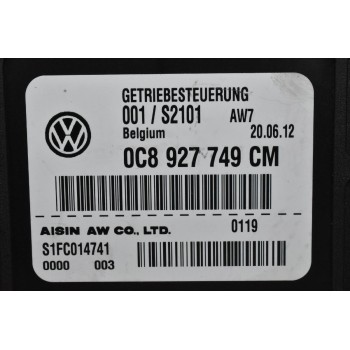 GETRIEBESTEUERUNG
001 / S2101 AW7
Belgium 20.06.12
0C8 927 749 CM
AISIN AW CO., LTD. 0119
S1FC014741
0000 003